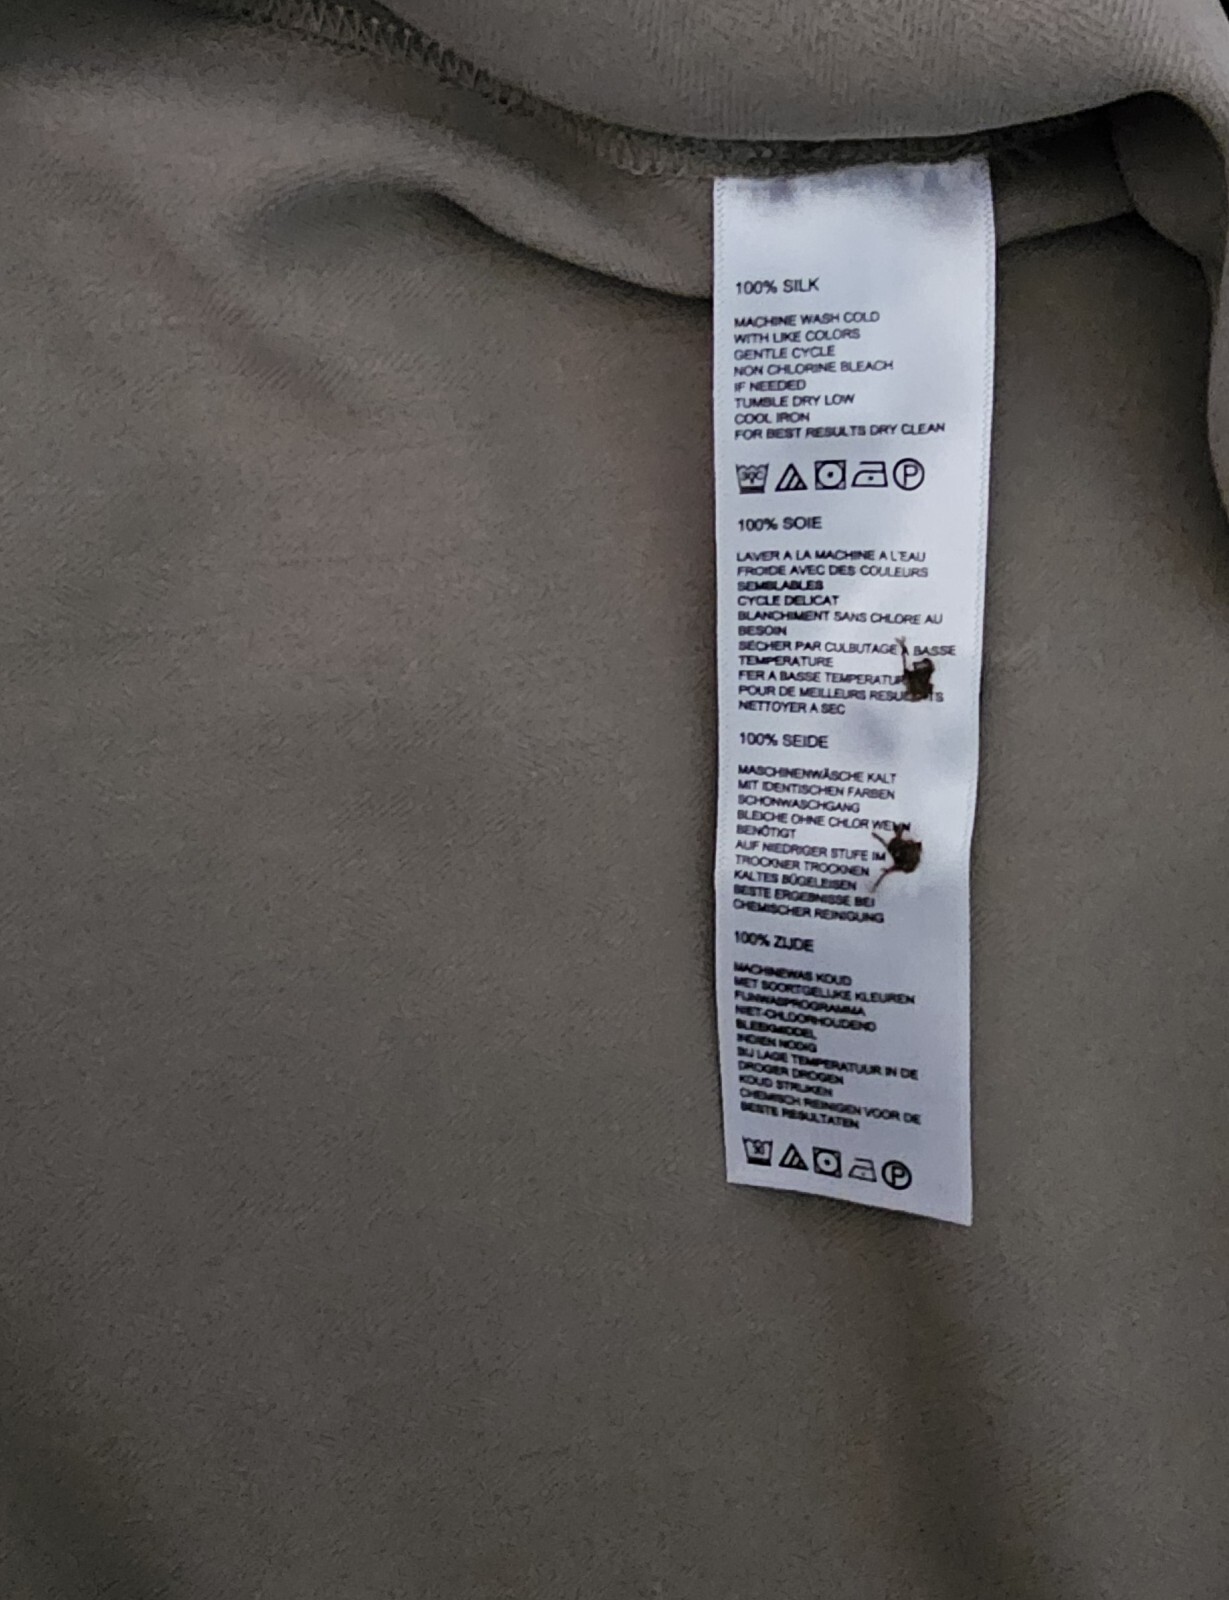 100% SILK
MACHINE WASH COLD
WITH LIKE COLORS
GENTLE CYCLE
NON CHLORINE BLEACH
IF NEEDED
TUMBLE DRY LOW
COOL IRON
FOR BEST RESULTS DRY CLEAN
30°C P
100% SOIE
LAVER A LA MACHINE A L'EAU
FROIDE AVEC DES COULEURS
SEMBLABLES
CYCLE DELICAT
BLANCHIMENT SANS CHLORE AU
BESOIN
SECHER PAR CULBUTAGE A BASSE
TEMPERATURE
FER A BASSE
POUR DE MEILLEURS
NETTOYER A SEC
100% SEIDE
MASCHINENWÄSCHE KALT
MIT IDENTISCHEN FARBEN
SCHONWASCHGANG
BLEICHE OHNE CHLOR WENN
BENÖTIGT
AUF NIEDRIGER STUFE IM
TROCKNER TROCKNEN
KALTES BÜGELEISEN
BESTE ERGEBNISSE BEI
CHEMISCHER REINIGUNG
100% ZIJDE
MACHINEWAS KOUD
MET SOORTGELIJKE KLEUREN
FIJNWASPROGRAMMA
NIET-CHLOORHOUDEND
BLEEKMIDDEL
INDIEN NODIG
BIJ LAGE TEMPERATUUR IN DE
DROGER DROGEN
KOUD STRIJKEN
CHEMISCH REINIGEN VOOR DE
BESTE RESULTATEN
30 P